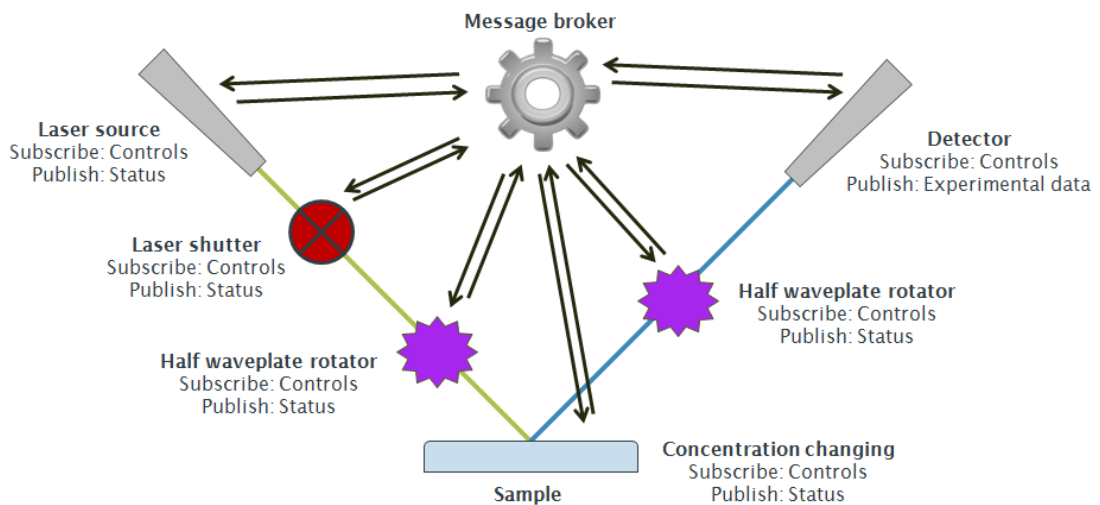 Message broker
Laser source
Subscribe: Controls
Publish: Status
Detector
Subscribe: Controls
Publish: Experimental data
Laser shutter
Subscribe: Controls
Publish: Status
Half waveplate rotator
Subscribe: Controls
Publish: Status
Half waveplate rotator
Subscribe: Controls
Publish: Status
Concentration changing
Subscribe: Controls
Publish: Status
Sample